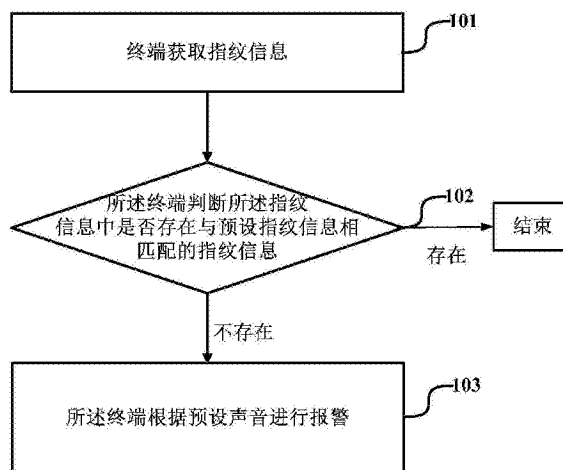 101
终端获取指纹信息
102
所述终端判断所述指纹
信息中是否存在与预设指纹信息相
匹配的指纹信息
存在
结束
不存在
103
所述终端根据预设声音进行报警